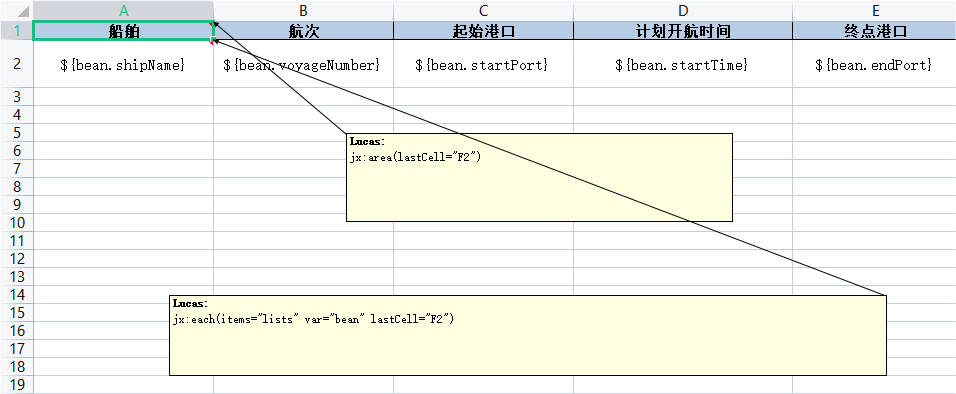 A B C D E
1 船舶 航次 起始港口 计划开航时间 终点港口
2 ${bean.shipName} ${bean.voyageNumber} ${bean.startPort} ${bean.startTime} ${bean.endPort}
3
4
5
Lucas:
6
jx:area(lastCell="F2")
7
8
9
10
11
12
13
14
Lucas:
15
jx:each(items="lists" var="bean" lastCell="F2")
16
17
18
19